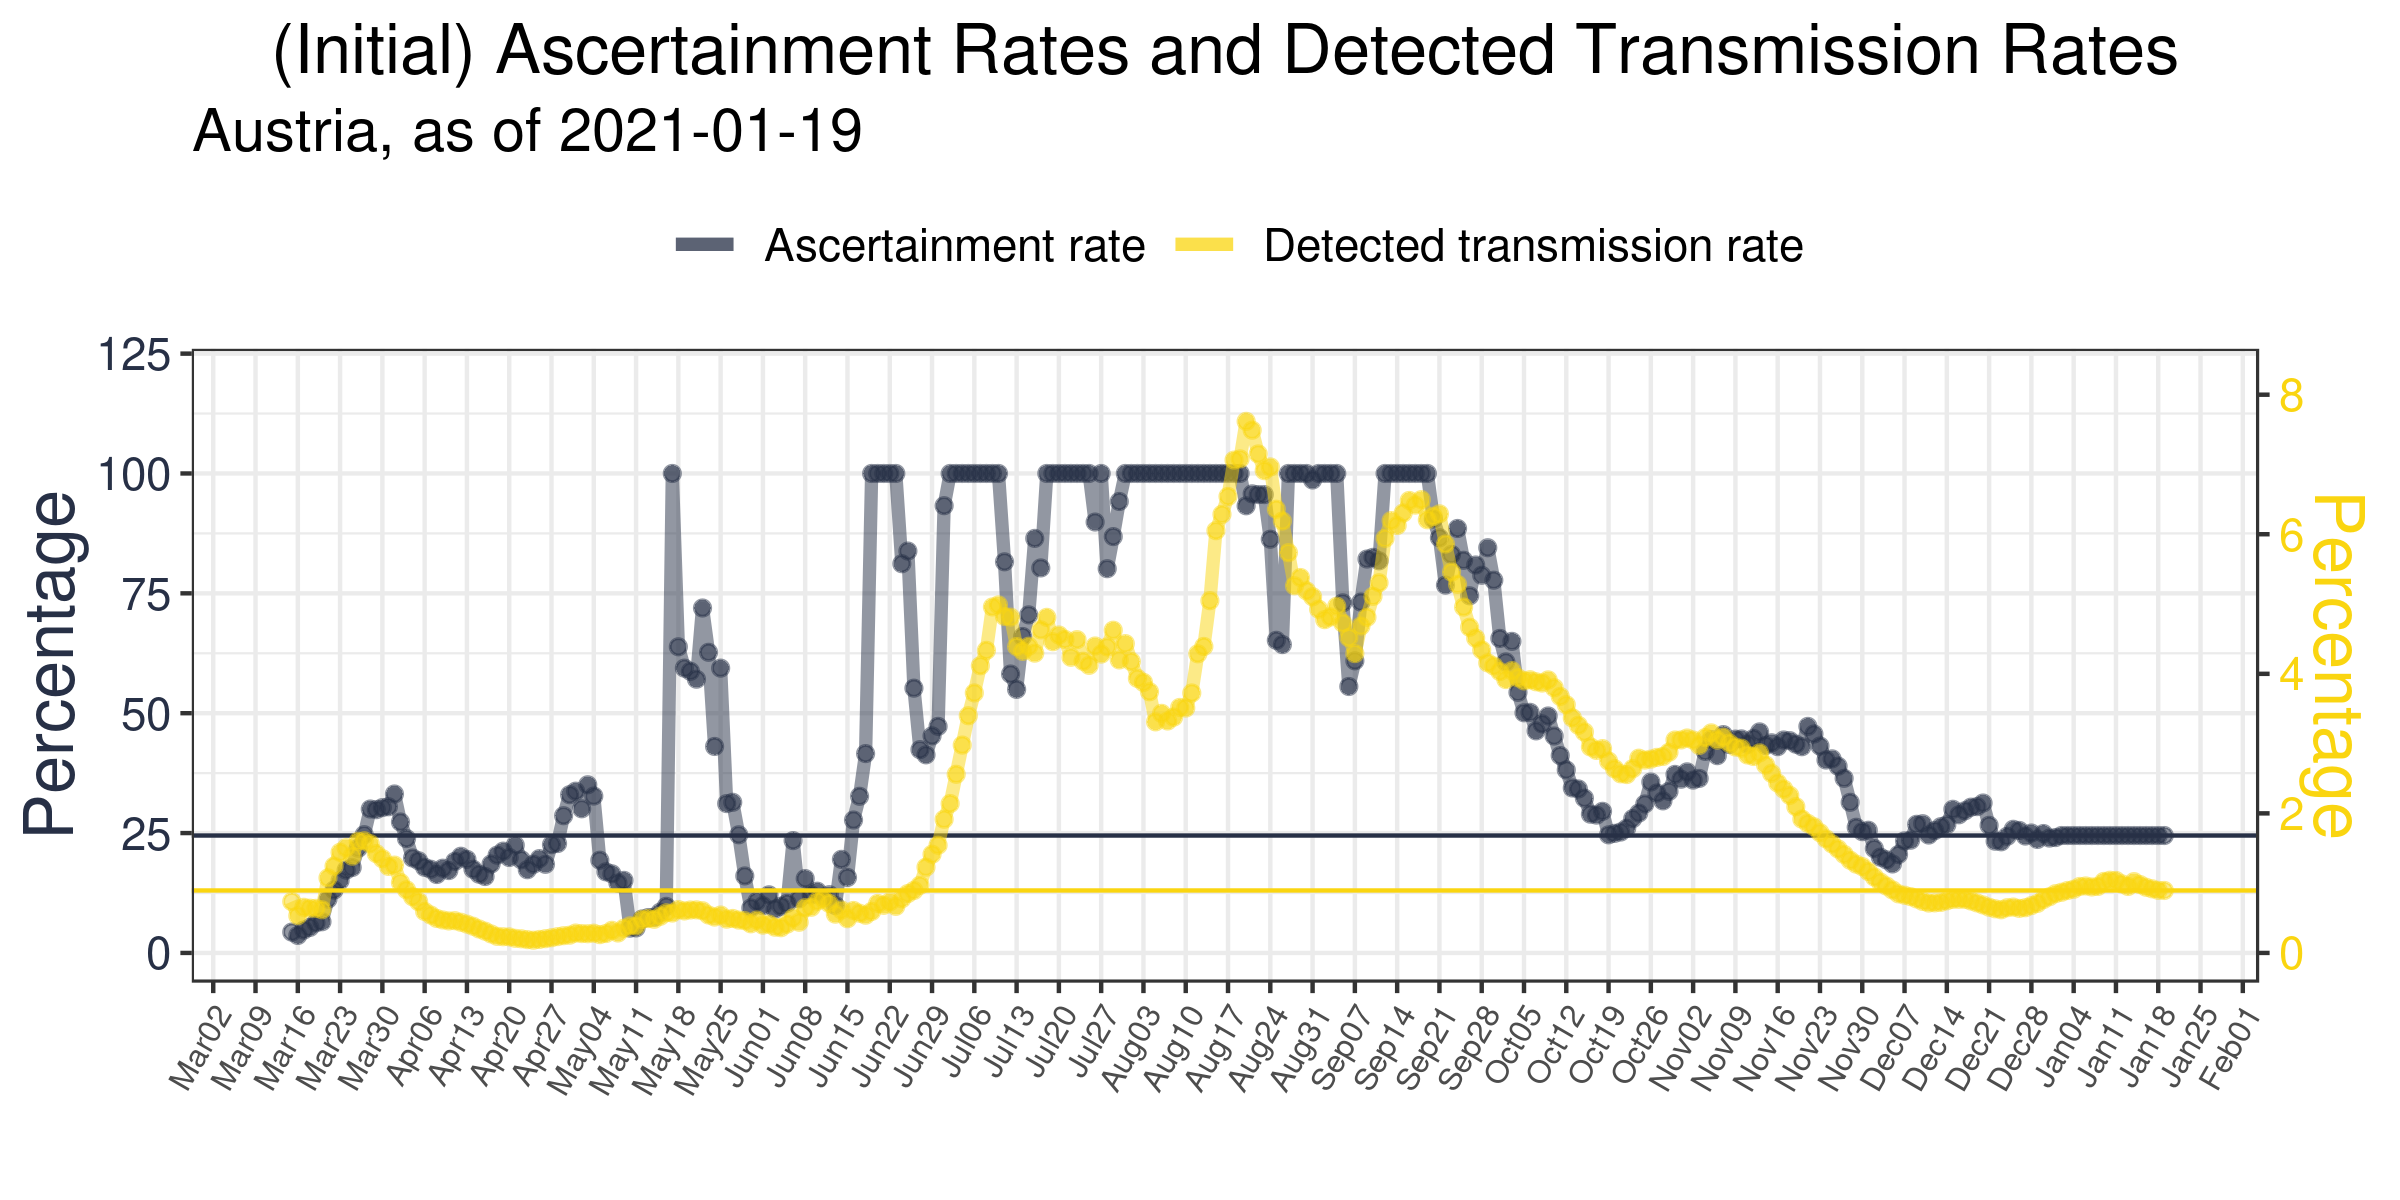 (Initial) Ascertainment Rates and Detected Transmission Rates
Austria, as of 2021-01-19
Ascertainment rate
Detected transmission rate
Percentage
125
100
75
50
25
0
8
6
4
2
0
Percentage
Mar02
Mar09
Mar16
Mar23
Mar30
Apr06
Apr13
Apr20
Apr27
May04
May11
May18
May25
Jun01
Jun08
Jun15
Jun22
Jun29
Jul06
Jul13
Jul20
Jul27
Aug03
Aug10
Aug17
Aug24
Aug31
Sep07
Sep14
Sep21
Sep28
Oct05
Oct12
Oct19
Oct26
Nov02
Nov09
Nov16
Nov23
Nov30
Dec07
Dec14
Dec21
Dec28
Jan04
Jan11
Jan18
Jan25
Feb01